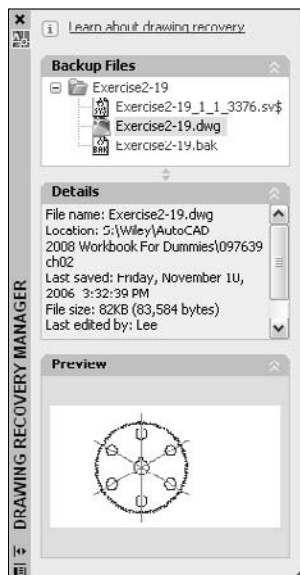 Learn about drawing recovery
Backup Files
Exercise2-19
Exercise2-19_1_1_3376.sv$
Exercise2-19.dwg
Exercise2-19.bak
Details
File name: Exercise2-19.dwg
Location: S:\Wiley\AutoCAD
2008 Workbook For Dummies\097639
ch02
Last saved: Friday, November 10,
2006 3:32:39 PM
File size: 82KB (83,584 bytes)
Last edited by: Lee
Preview
DRAWING RECOVERY MANAGER